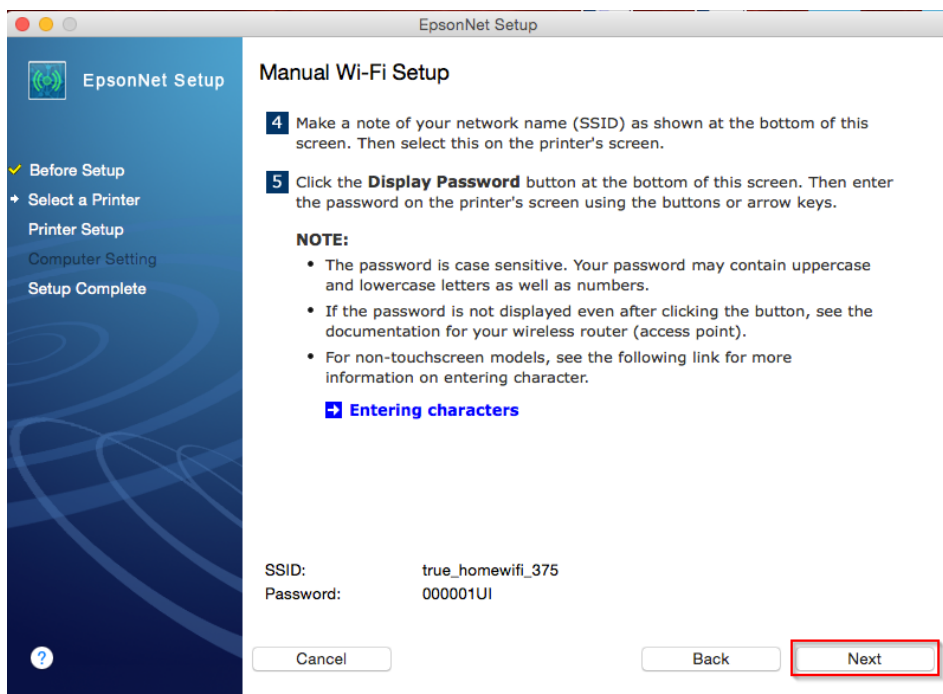 EpsonNet Setup
EpsonNet Setup
Before Setup
Select a Printer
Printer Setup
Computer Setting
Setup Complete
Manual Wi-Fi Setup
4 Make a note of your network name (SSID) as shown at the bottom of this
screen. Then select this on the printer's screen.
5 Click the Display Password button at the bottom of this screen. Then enter
the password on the printer's screen using the buttons or arrow keys.
NOTE:
• The password is case sensitive. Your password may contain uppercase
and lowercase letters as well as numbers.
• If the password is not displayed even after clicking the button, see the
documentation for your wireless router (access point).
• For non-touchscreen models, see the following link for more
information on entering character.
Entering characters
SSID: true_homewifi_375
Password: 000001UI
? Cancel Back Next